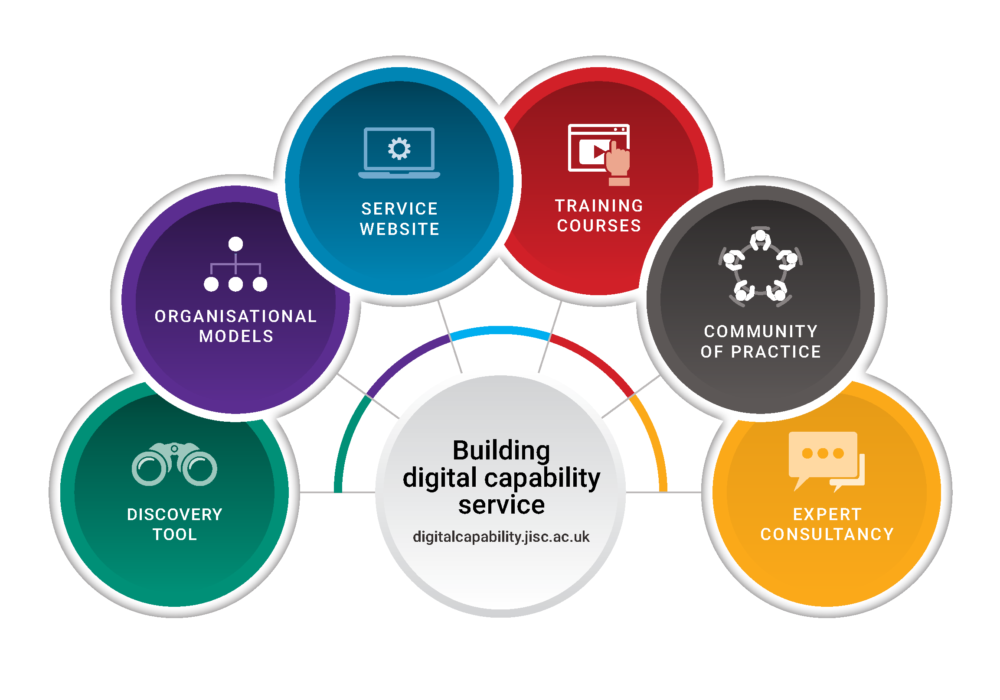 SERVICE
WEBSITE
TRAINING
COURSES
ORGANISATIONAL
MODELS
COMMUNITY
OF PRACTICE
DISCOVERY
TOOL
Building
digital capability
service
digitalcapability.jisc.ac.uk
EXPERT
CONSULTANCY